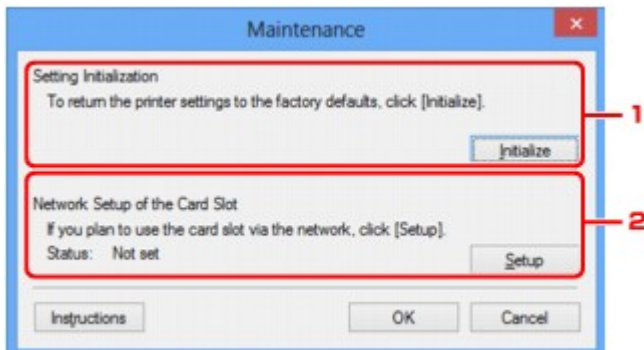 Maintenance
Setting Initialization
To return the printer settings to the factory defaults, click [Initialize].
1
Initialize
Network Setup of the Card Slot
If you plan to use the card slot via the network, click [Setup].
2
Status: Not set
Setup
Instructions OK Cancel